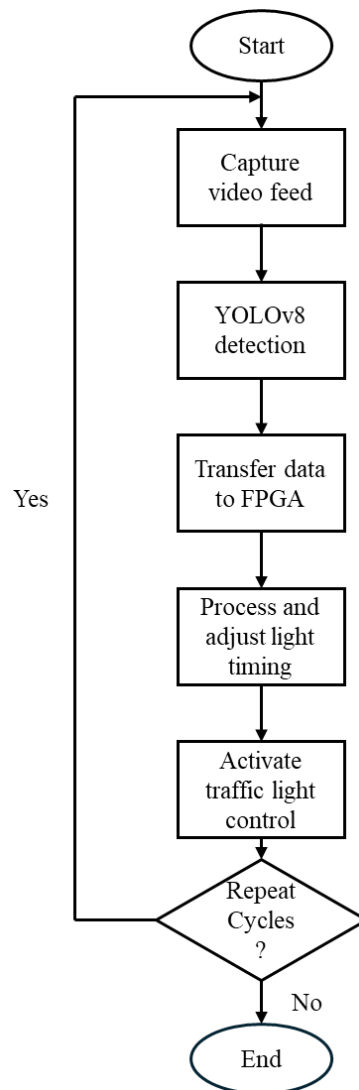 Start
Capture
video feed
YOLOv8
detection
Transfer data
to FPGA
Yes
Process and
adjust light
timing
Activate
traffic light
control
Repeat
Cycles
?
No
End